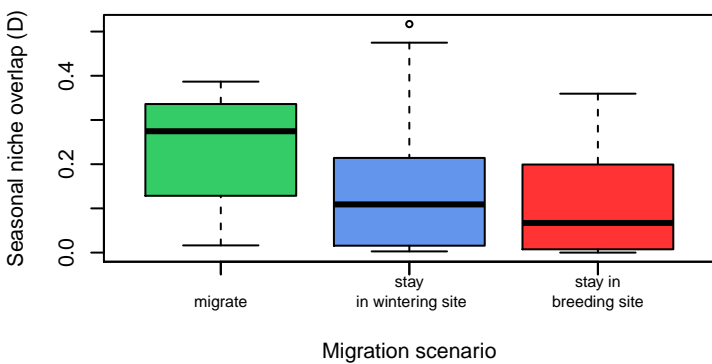 Seasonal niche overlap (D)
0.4
0.2
0.0
migrate
stay
in wintering site
stay in
breeding site
Migration scenario